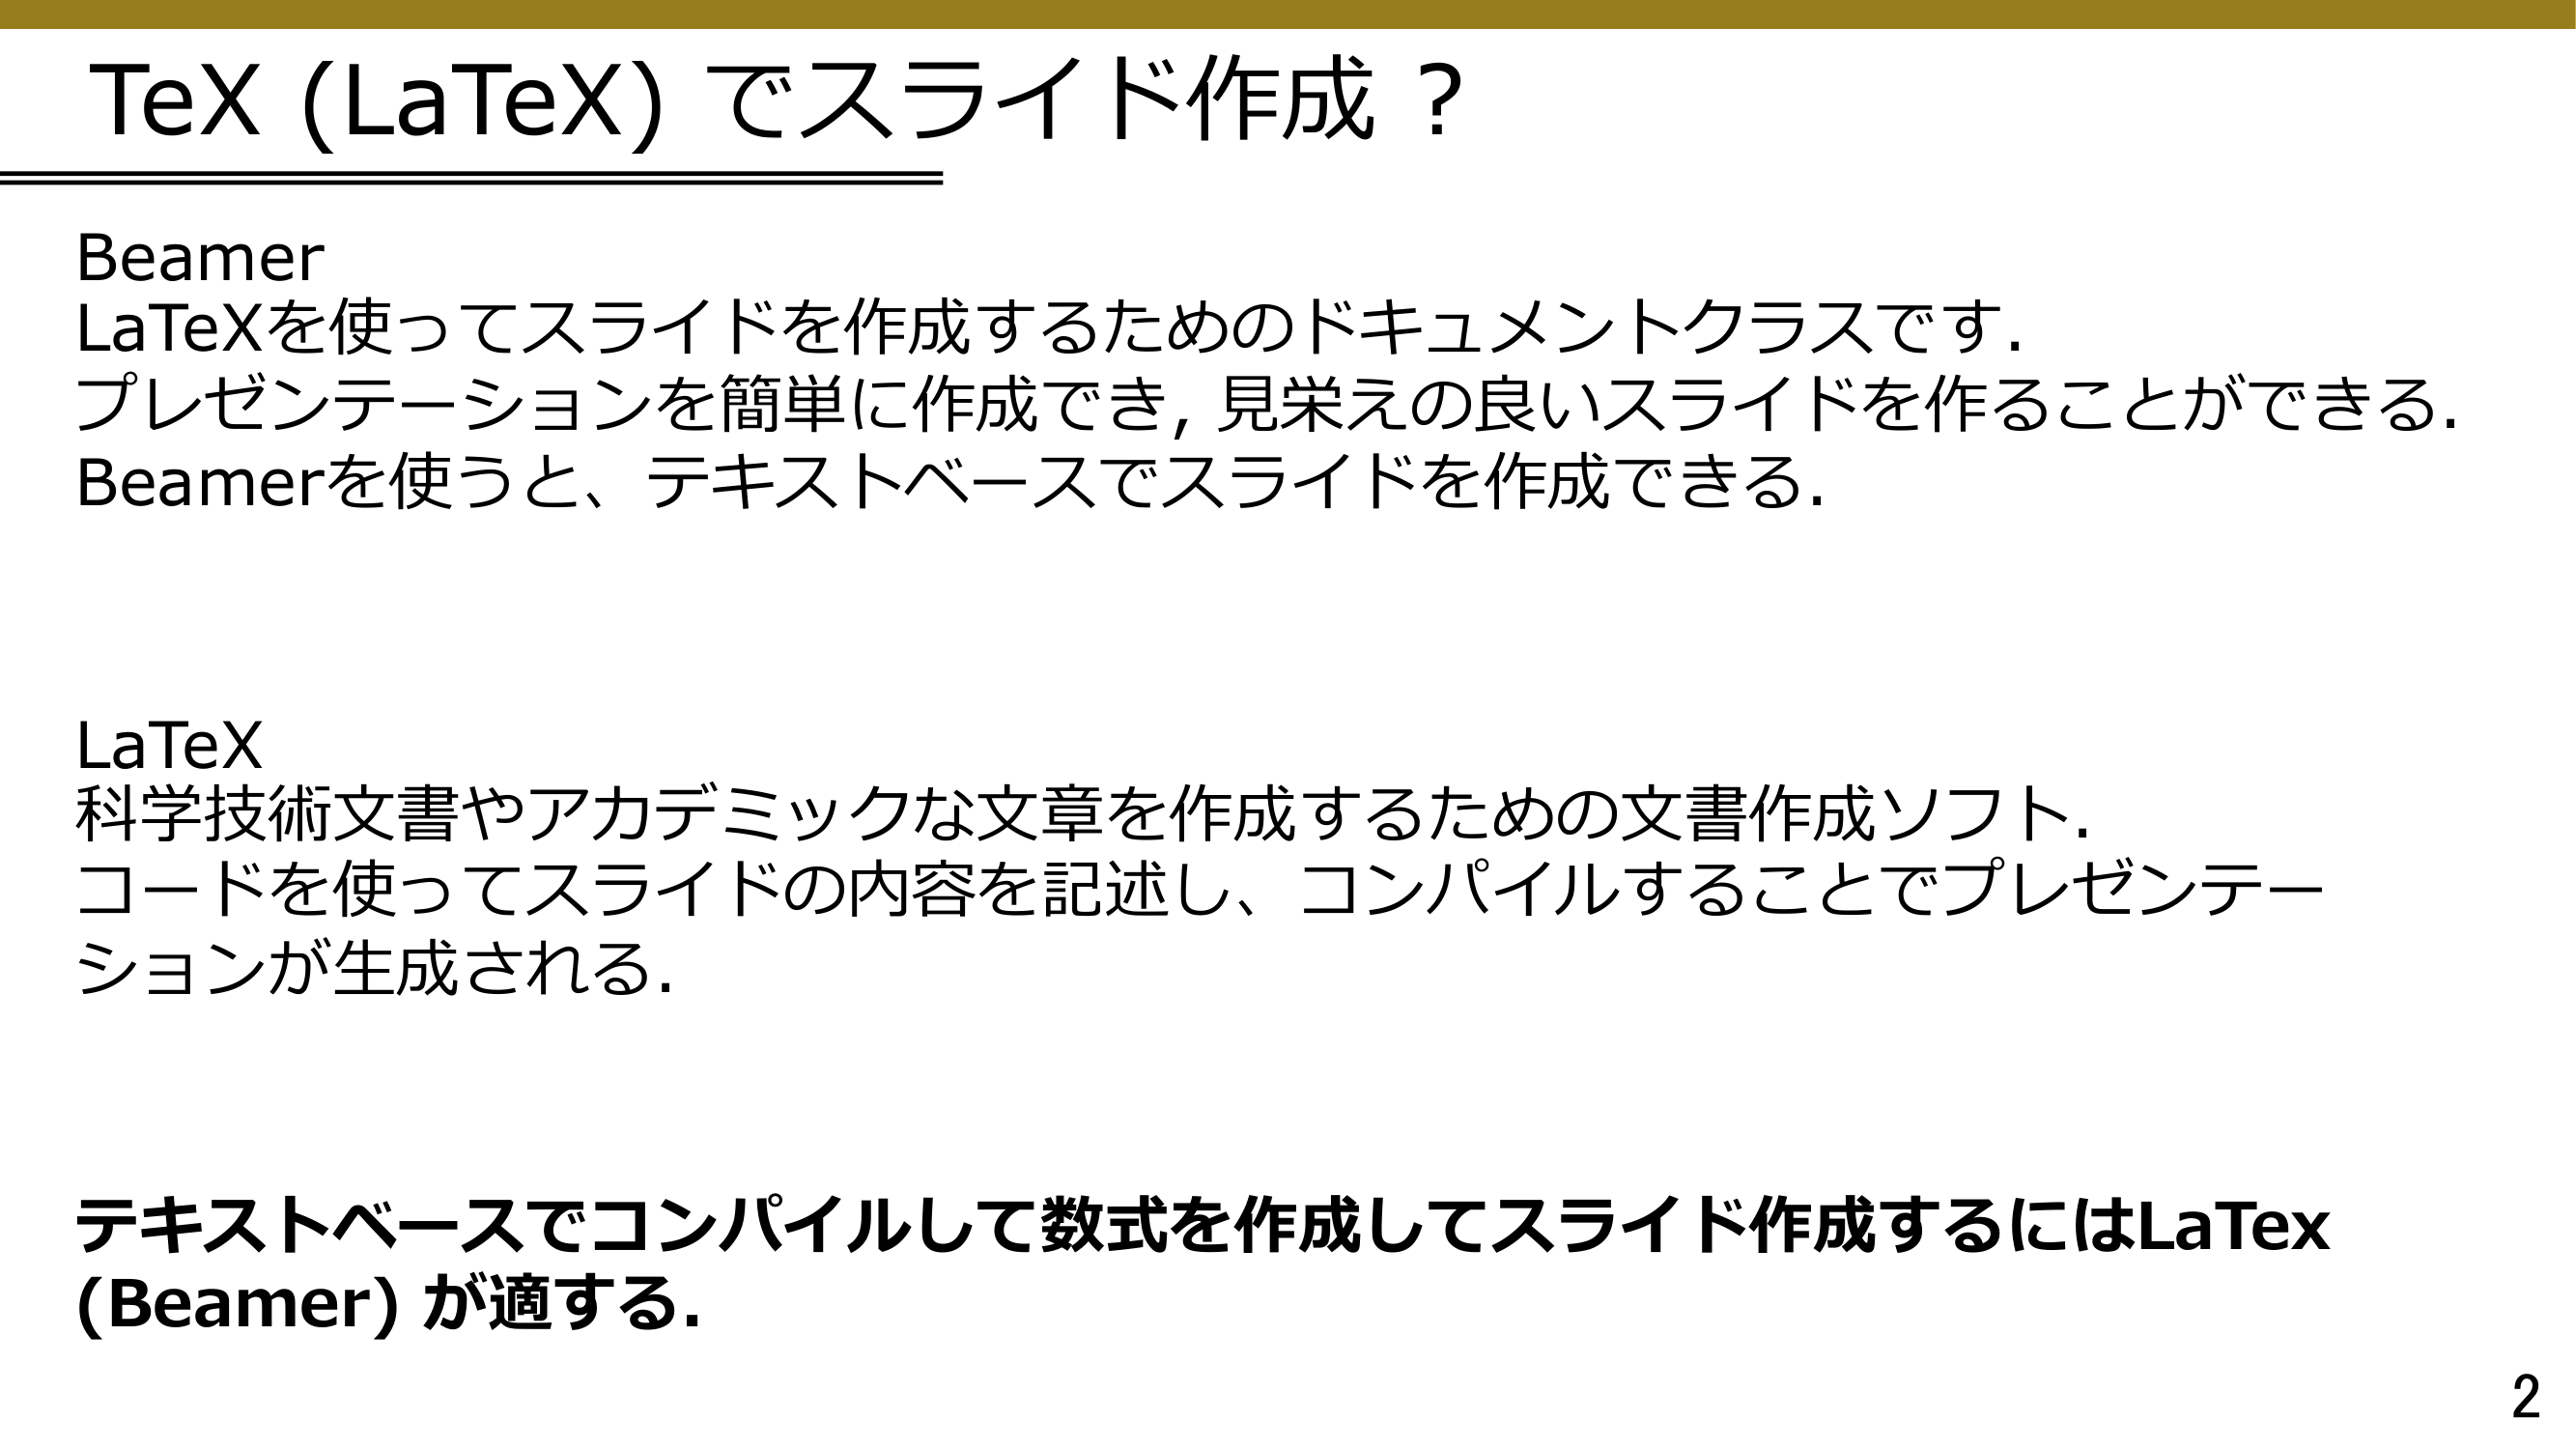 TeX (LaTeX) でスライド作成？
Beamer
LaTeXを使ってスライドを作成するためのドキュメントクラスです.
プレゼンテーションを簡単に作成でき, 見栄えの良いスライドを作ることができる.
Beamerを使うと、テキストベースでスライドを作成できる.
LaTeX
科学技術文書やアカデミックな文章を作成するための文書作成ソフト.
コードを使ってスライドの内容を記述し、コンパイルすることでプレゼンテー
ションが生成される.
テキストベースでコンパイルして数式を作成してスライド作成するにはLaTex
(Beamer) が適する.
2